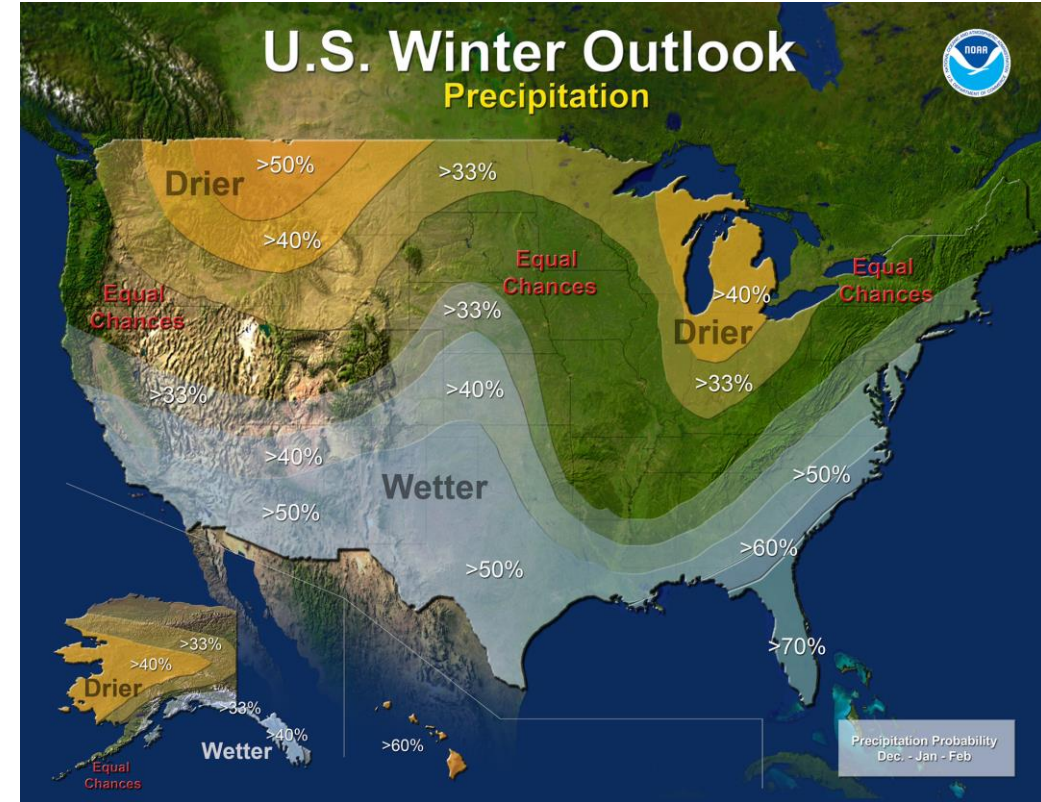 U.S. Winter Outlook
Precipitation
NOAA
>50%
Drier
>33%
>40%
Equal
Chances
Equal
Chances
Equal
Chances
>40%
Drier
>33%
>33%
>33%
>40%
>40%
Wetter
>50%
>50%
>50%
>60%
>70%
>33%
>40%
Drier
>33%
>40%
Wetter
Equal
Chances
>60%
Precipitation Probability
Dec. - Jan - Feb